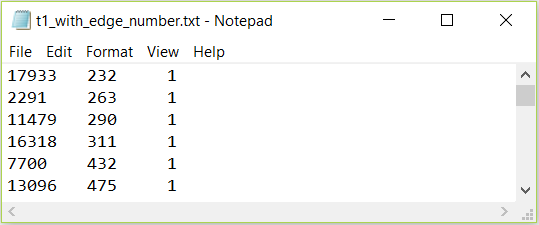 t1_with_edge_number.txt - Notepad
File Edit Format View Help
17933 232 1
2291 263 1
11479 290 1
16318 311 1
7700 432 1
13096 475 1